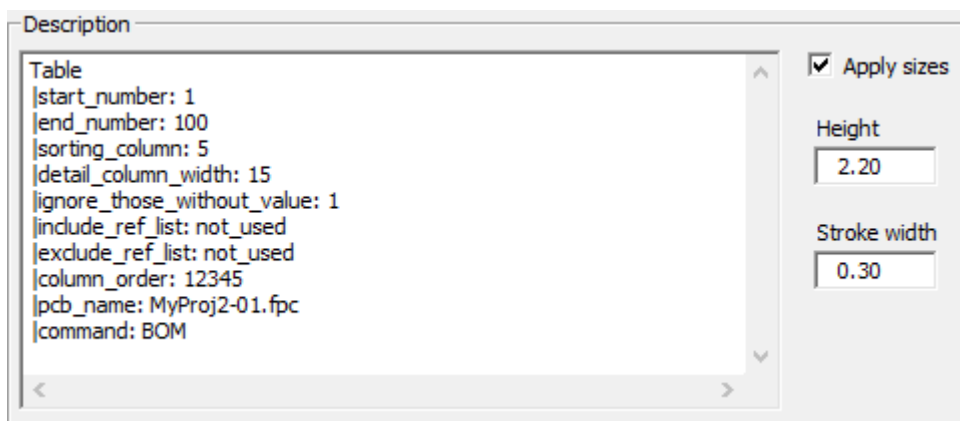 Description
Table
|start_number: 1
|end_number: 100
|sorting_column: 5
|detail_column_width: 15
|ignore_those_without_value: 1
|include_ref_list: not_used
|exclude_ref_list: not_used
|column_order: 12345
|pcb_name: MyProj2-01.fpc
|command: BOM
Apply sizes
Height
2.20
Stroke width
0.30